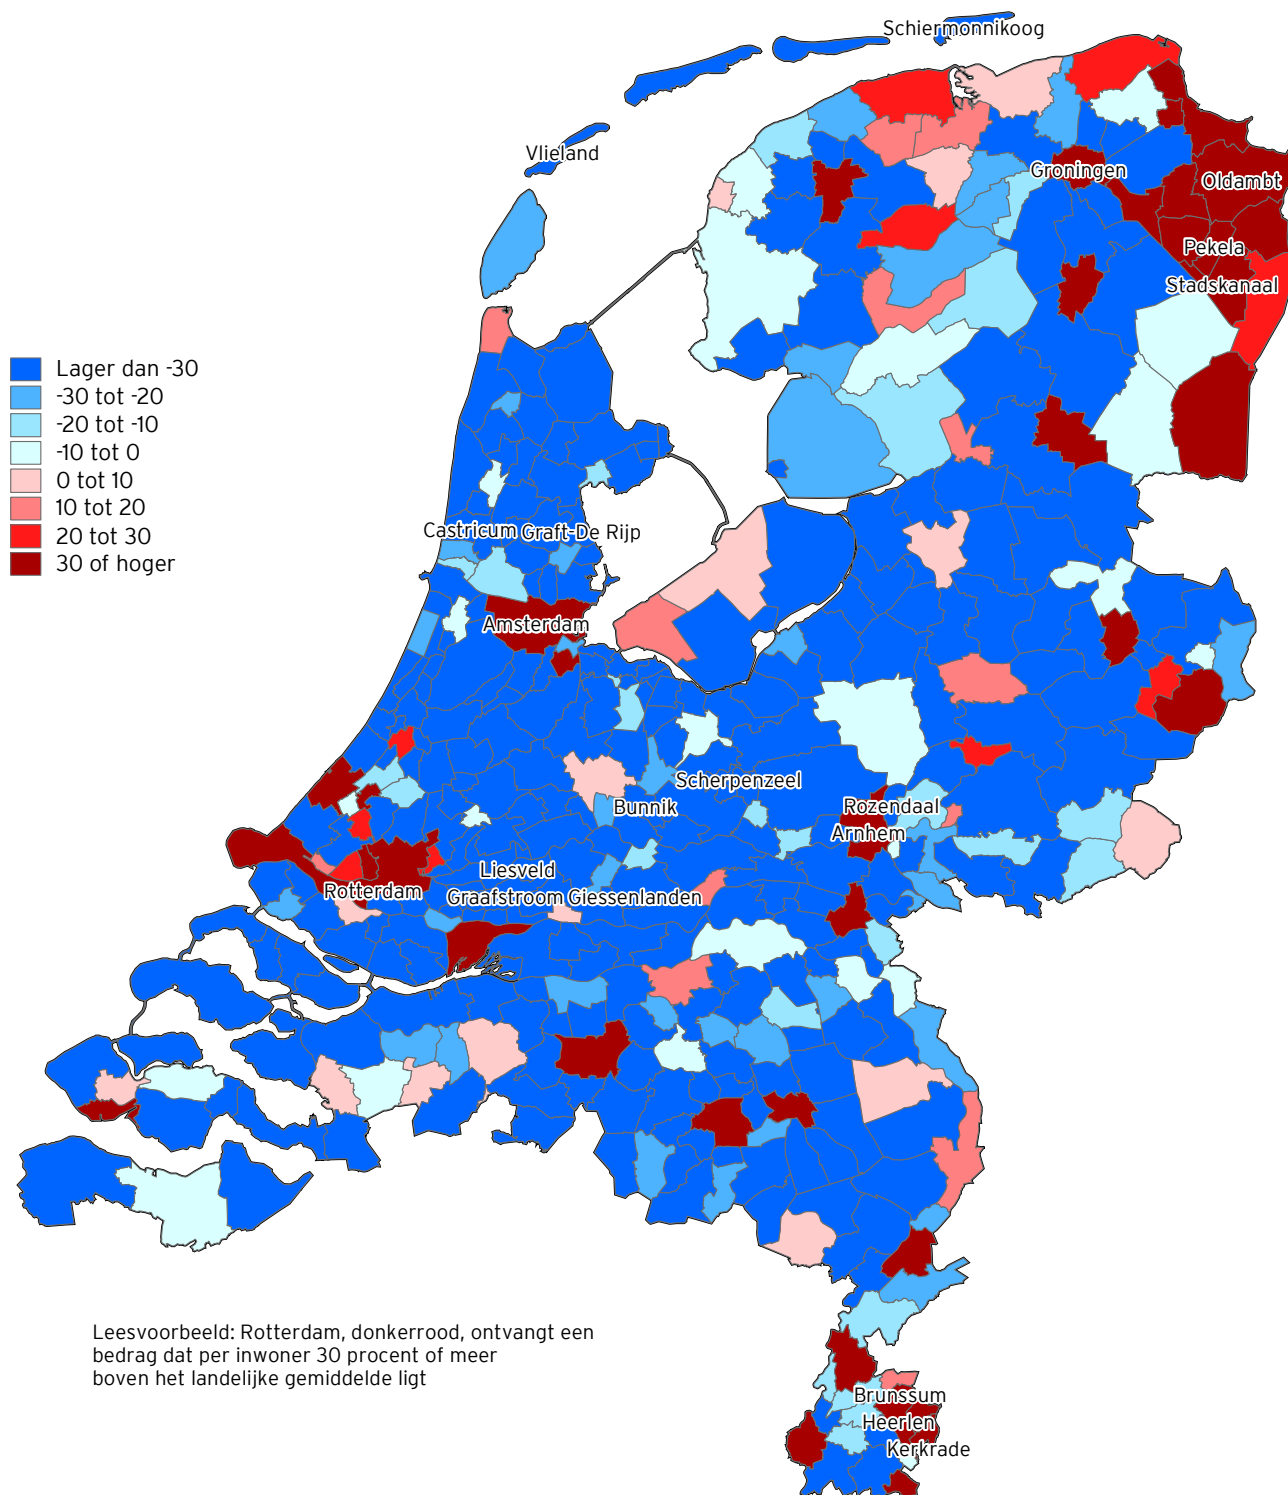 Schiermonnikoog
Vlieland
Groningen
Oldambt
Pekela
Stadskanaal
Lager dan -30
-30 tot -20
-20 tot -10
-10 tot 0
0 tot 10
10 tot 20
20 tot 30
30 of hoger
Castricum
Graft-De Rijp
Amsterdam
Scherpenzeel
Bunnik
Rozendaal
Arnhem
Liesveld
Rotterdam
Graafstroom
Giessenlanden
Leesvoorbeeld: Rotterdam, donkerrood, ontvangt een
bedrag dat per inwoner 30 procent of meer
boven het landelijke gemiddelde ligt
Brunssum
Heerlen
Kerkrade